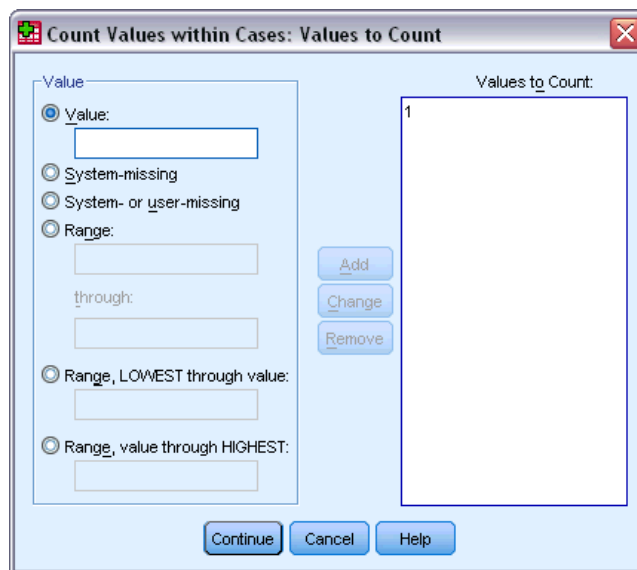 Count Values within Cases: Values to Count
Value
Value:
System-missing
System- or user-missing
Range:
through:
Range, LOWEST through value:
Range, value through HIGHEST:
Add
Change
Remove
Values to Count:
1
Continue
Cancel
Help